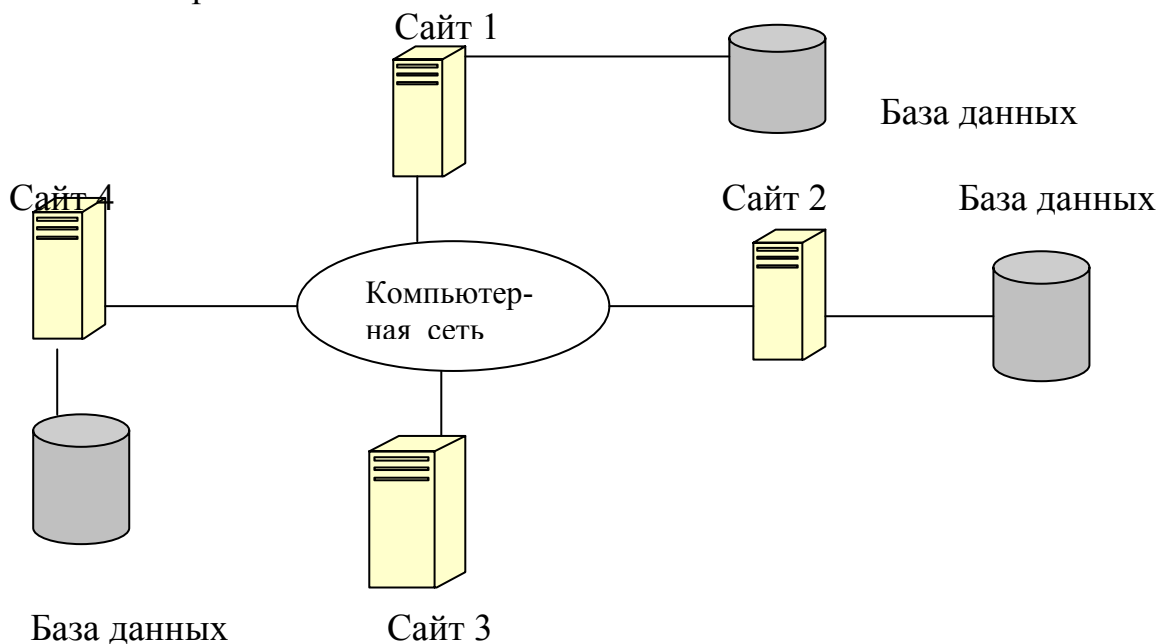 Сайт 1
База данных
Сайт 4
Сайт 2
База данных
Компьютер-
ная сеть
База данных
Сайт 3